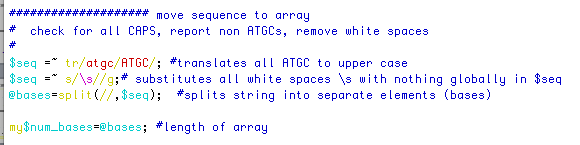 ################### move sequence to array
# check for all CAPS, report non ATGCs, remove white spaces
#
$seq =~ tr/atgc/ATGC/; #translates all ATGC to upper case
$seq =~ s/\s//g;# substitutes all white spaces \s with nothing globally in $seq
@bases=split(//,$seq); #splits string into separate elements (bases)
my$num_bases=@bases; #length of array